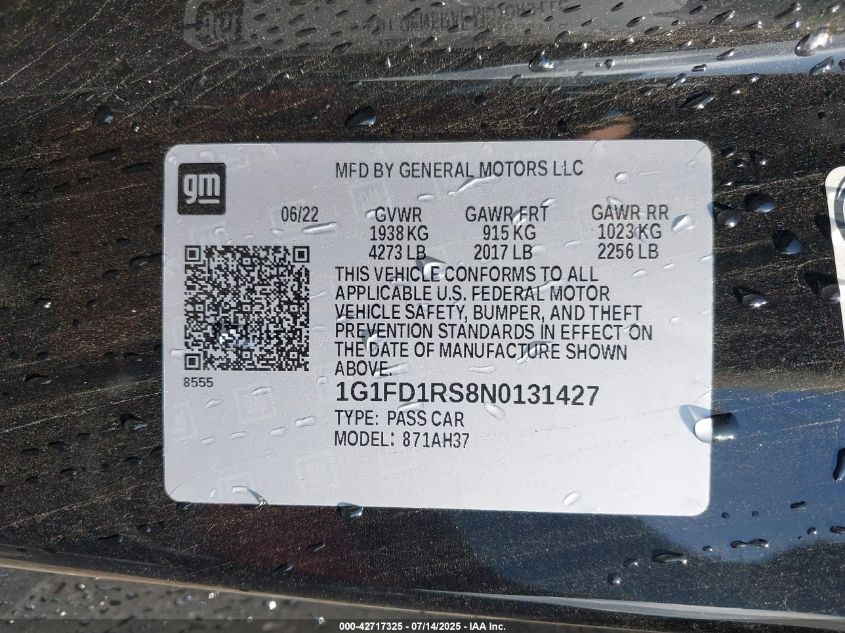 gm
MFD BY GENERAL MOTORS LLC
06/22 GVWR GAWR FRT GAWR RR
1938 KG 915 KG 1023 KG
4273 LB 2017 LB 2256 LB
THIS VEHICLE CONFORMS TO ALL
APPLICABLE U.S. FEDERAL MOTOR
VEHICLE SAFETY, BUMPER, AND THEFT
PREVENTION STANDARDS IN EFFECT ON
THE DATE OF MANUFACTURE SHOWN
ABOVE.
8555
1G1FD1RS8N0131427
TYPE: PASS CAR
MODEL: 871AH37
000-42717325 - 07/14/2025 - IAA Inc.